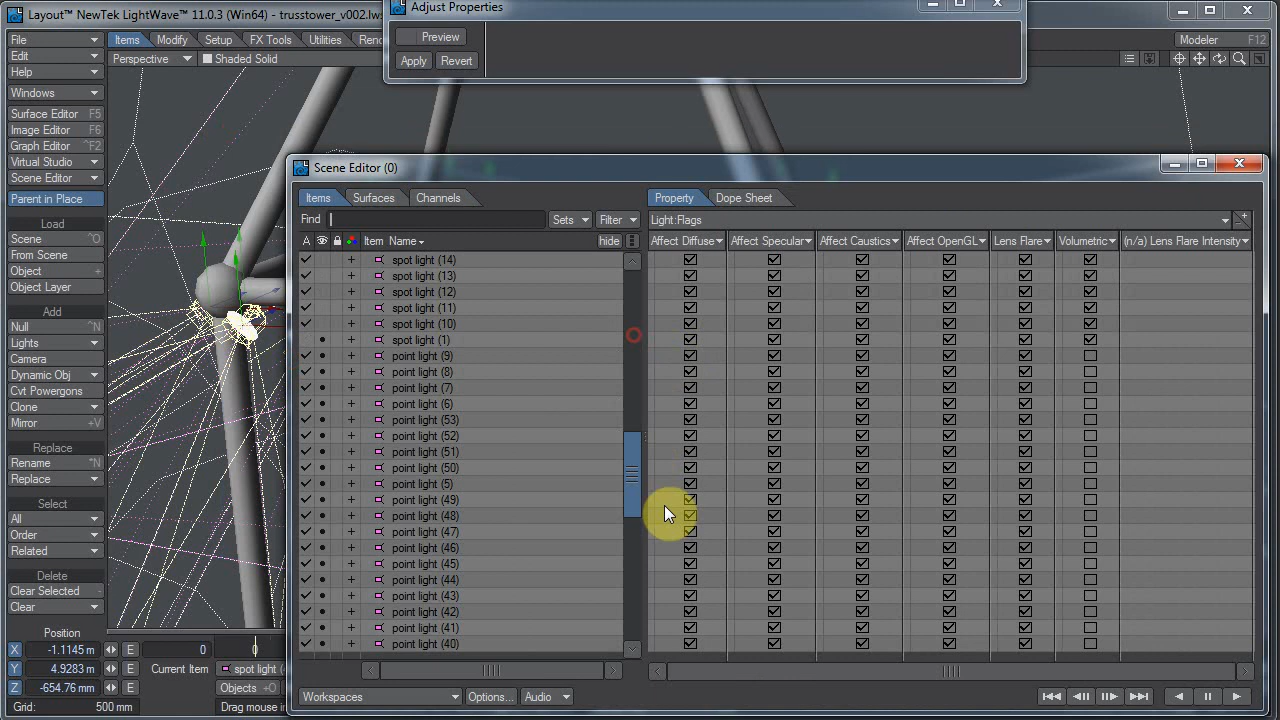 Layout™ NewTek LightWave™ 11.0.3 (Win64) - trusstower_v002.lw
Adjust Properties
Preview
Apply
Revert
File
Edit
Help
Windows
Surface Editor F5
Image Editor F6
Graph Editor ^F2
Virtual Studio
Scene Editor
Parent in Place
Load
Scene ^O
From Scene
Object +
Object Layer
Add
Null ^N
Lights
Camera
Dynamic Obj
Cvt Powergons
Clone
Mirror +V
Replace
Rename ^N
Replace
Select
All
Order
Related
Delete
Clear Selected -
Clear
Items
Modify
Setup
FX Tools
Utilities
Modeler F12
Perspective
Shaded Solid
Scene Editor (0)
Items
Surfaces
Channels
Find
Sets
Filter
A
Item Name
hide
Property
Dope Sheet
Light:Flags
Affect Diffuse
Affect Specular
Affect Caustics
Affect OpenGL
Lens Flare
Volumetric
(n/a) Lens Flare Intensity
spot light (14)
spot light (13)
spot light (12)
spot light (11)
spot light (10)
spot light (1)
point light (9)
point light (8)
point light (7)
point light (6)
point light (53)
point light (52)
point light (51)
point light (50)
point light (5)
point light (49)
point light (48)
point light (47)
point light (46)
point light (45)
point light (44)
point light (43)
point light (42)
point light (41)
point light (40)
Workspaces
Options...
Audio
Position
X -1.1145 m E
Y 4.9283 m E
Z -654.76 mm E
Grid: 500 mm
0
0
Current Item
spot light
Objects +O
Drag mouse